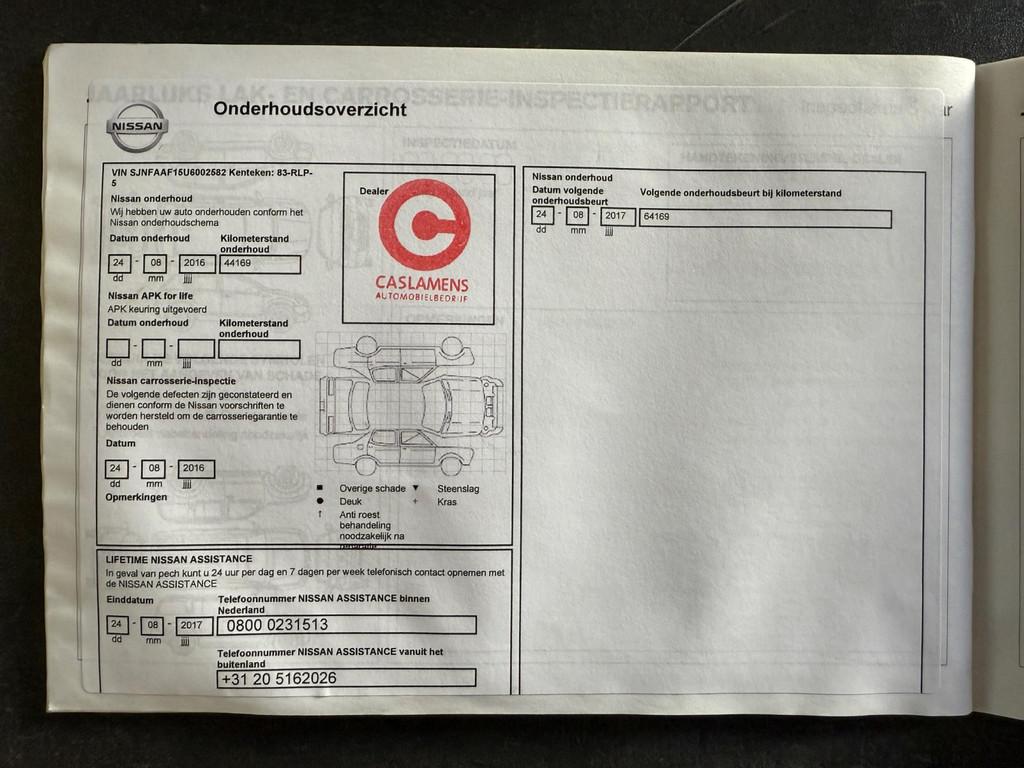 JAARLIJKS LAK- EN CARROSSERIE-INSPECTIERAPPORT
Onderhoudsoverzicht
NISSAN
INSPECTIEDATUM
VIN SJNFAAF15U6002582 Kenteken: 83-RLP-
5
Nissan onderhoud
Wij hebben uw auto onderhouden conform het
Nissan onderhoudschema
Datum onderhoud
Kilometerstand
onderhoud
24 - 08 - 2016
44169
dd mm jjjj
Nissan APK for life
APK keuring uitgevoerd
Datum onderhoud
Kilometerstand
onderhoud
- -
dd mm jjjj
Nissan carrosserie-inspectie
De volgende defecten zijn geconstateerd en
dienen conform de Nissan voorschriften te
worden hersteld om de carrosseriegarantie te
behouden
Datum
24 - 08 - 2016
dd mm jjjj
Opmerkingen
Dealer
C
CASLAMENS
AUTOMOBIELBEDRIJF
OPMERKINGEN
■ Overige schade ▼ Steenslag
● Deuk + Kras
↑ Anti roest
behandeling
noodzakelijk na
LIFETIME NISSAN ASSISTANCE
In geval van pech kunt u 24 uur per dag en 7 dagen per week telefonisch contact opnemen met
de NISSAN ASSISTANCE
Einddatum
Telefoonnummer NISSAN ASSISTANCE binnen
Nederland
24 - 08 - 2017
0800 0231513
dd mm jjjj
Telefoonnummer NISSAN ASSISTANCE vanuit het
buitenland
+31 20 5162026
Nissan onderhoud
Datum volgende
onderhoudsbeurt
Volgende onderhoudsbeurt bij kilometerstand
24 - 08 - 2017
64169
dd mm jjjj